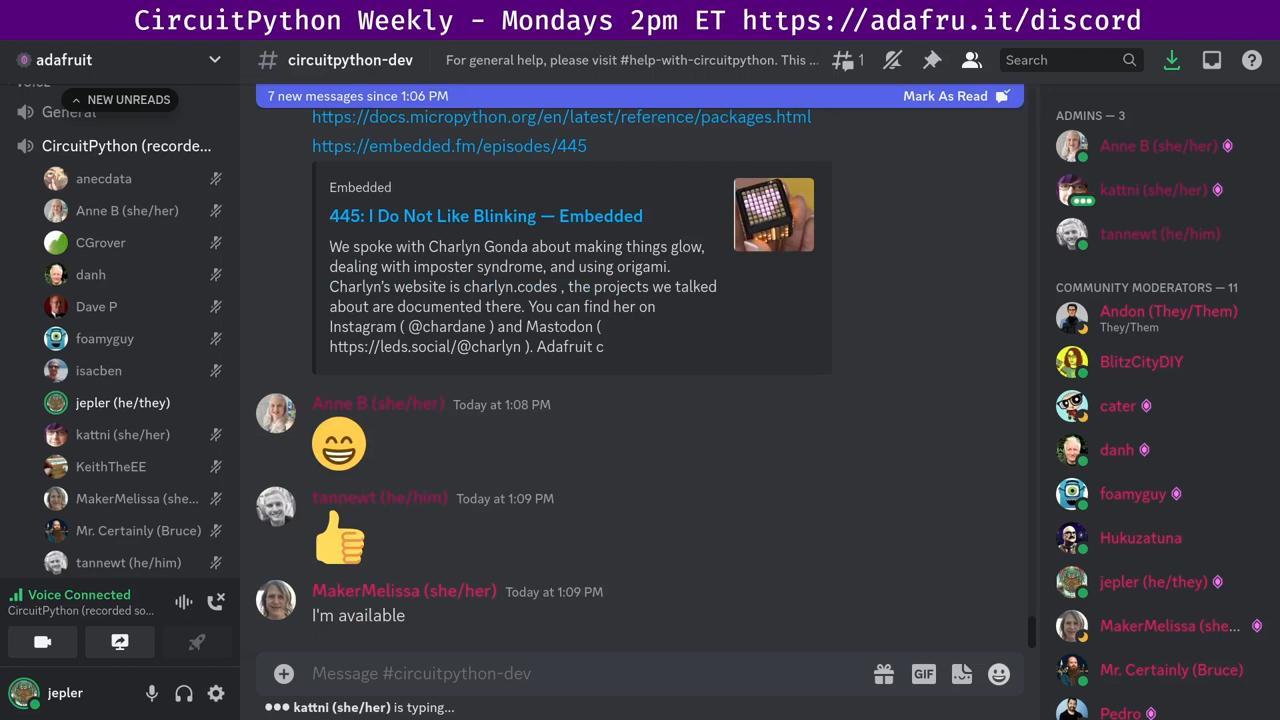 CircuitPython Weekly - Mondays 2pm ET https://adafru.it/discord
adafruit
NEW UNREADS
General
CircuitPython (recorde...
anecdata
Anne B (she/her)
CGrover
danh
Dave P
foamyguy
isacben
jepler (he/they)
kattni (she/her)
KeithTheEE
MakerMelissa (she...
Mr. Certainly (Bruce)
tannewt (he/him)
Voice Connected
CircuitPython (recorded so...
jepler
# circuitpython-dev
For general help, please visit #help-with-circuitpython. This ...
1
Search
7 new messages since 1:06 PM
Mark As Read
https://docs.micropython.org/en/latest/reference/packages.html
https://embedded.fm/episodes/445
Embedded
445: I Do Not Like Blinking — Embedded
We spoke with Charlyn Gonda about making things glow,
dealing with imposter syndrome, and using origami.
Charlyn's website is charlyn.codes , the projects we talked
about are documented there. You can find her on
Instagram ( @chardane ) and Mastodon (
https://leds.social/@charlyn ). Adafruit c
Anne B (she/her) Today at 1:08 PM
tannewt (he/him) Today at 1:09 PM
MakerMelissa (she/her) Today at 1:09 PM
I'm available
Message #circuitpython-dev
GIF
kattni (she/her) is typing...
ADMINS — 3
Anne B (she/her)
kattni (she/her)
tannewt (he/him)
COMMUNITY MODERATORS — 11
Andon (They/Them)
They/Them
BlitzCityDIY
cater
danh
foamyguy
Hukuzatuna
jepler (he/they)
MakerMelissa (she...
Mr. Certainly (Bruce)
Pedro